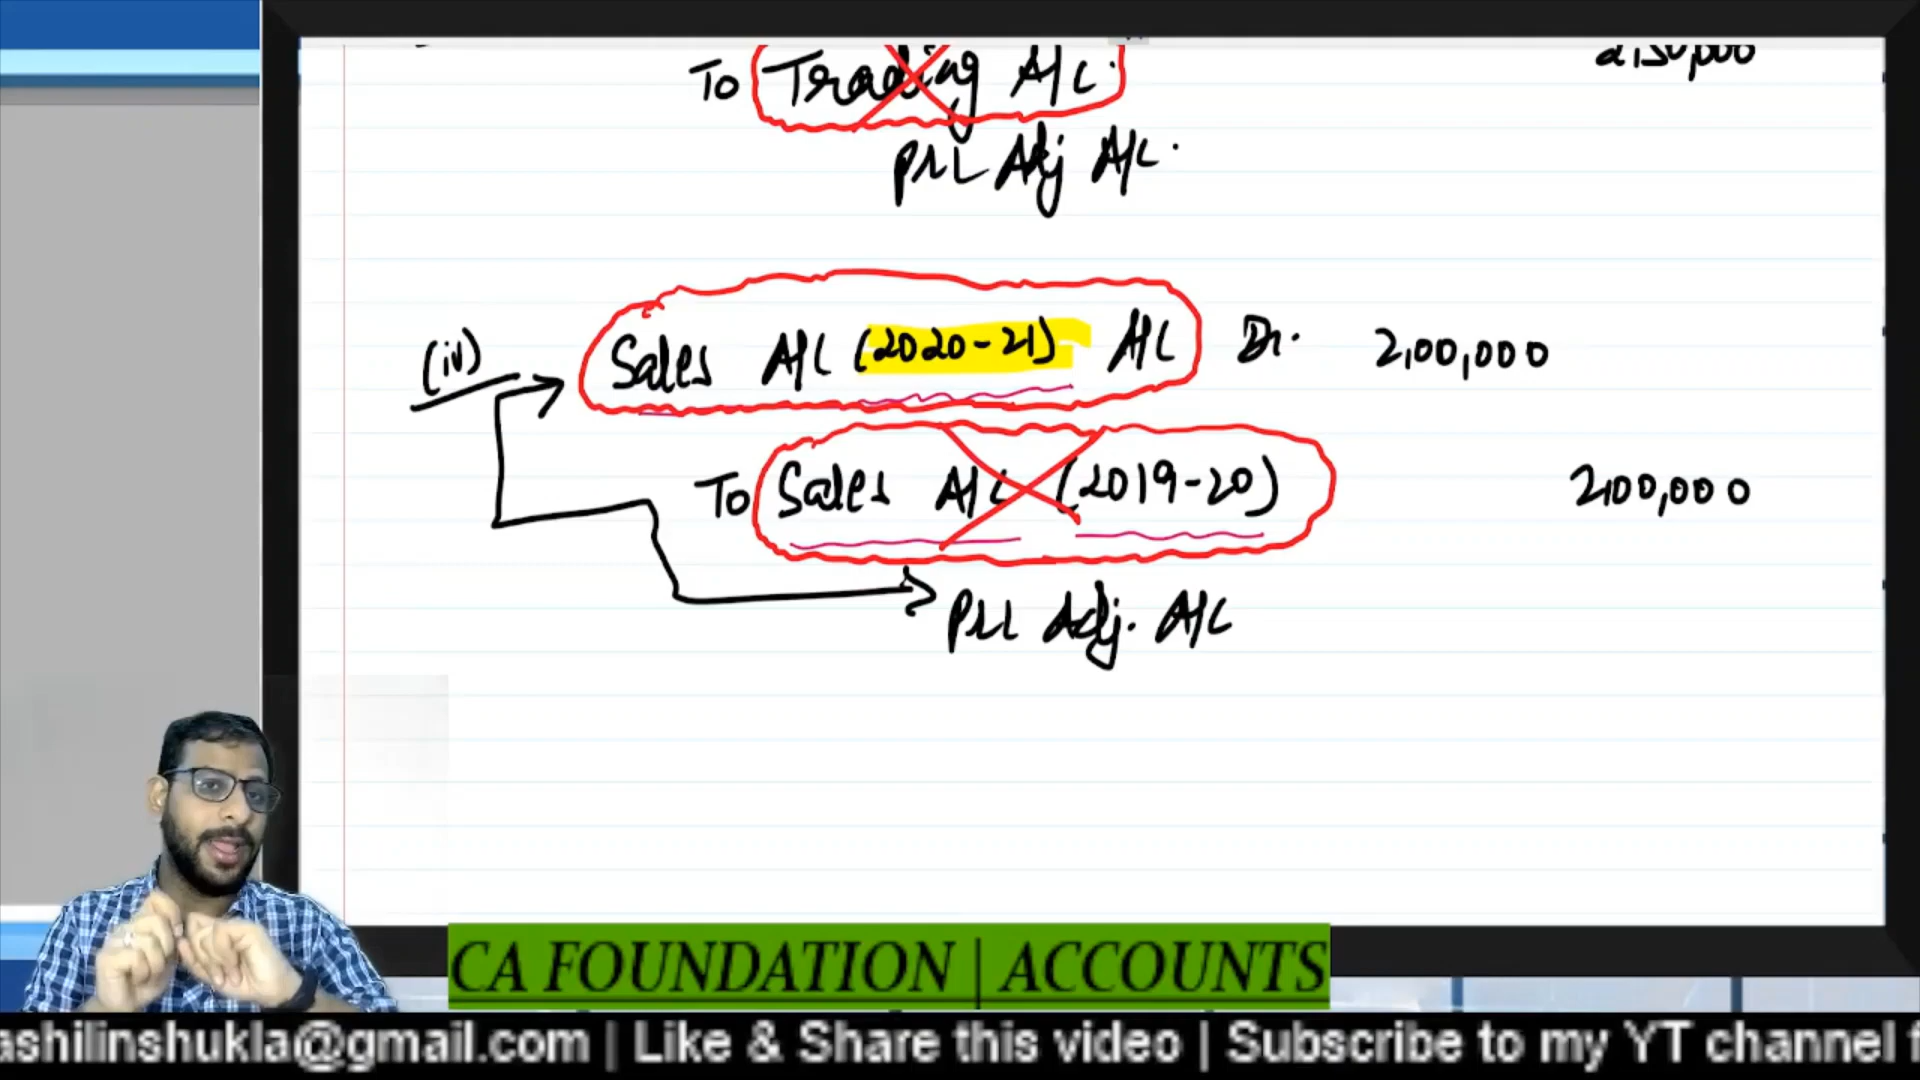 2,50,000
To Trading A/C.
P&L Adj A/C.
(iv) Sales A/C (2020-21) A/C Dr. 2,00,000
To Sales A/C (2019-20) 2,00,000
P&L Adj. A/C
CA FOUNDATION | ACCOUNTS
ashilinshukla@gmail.com | Like & Share this video | Subscribe to my YT channel f